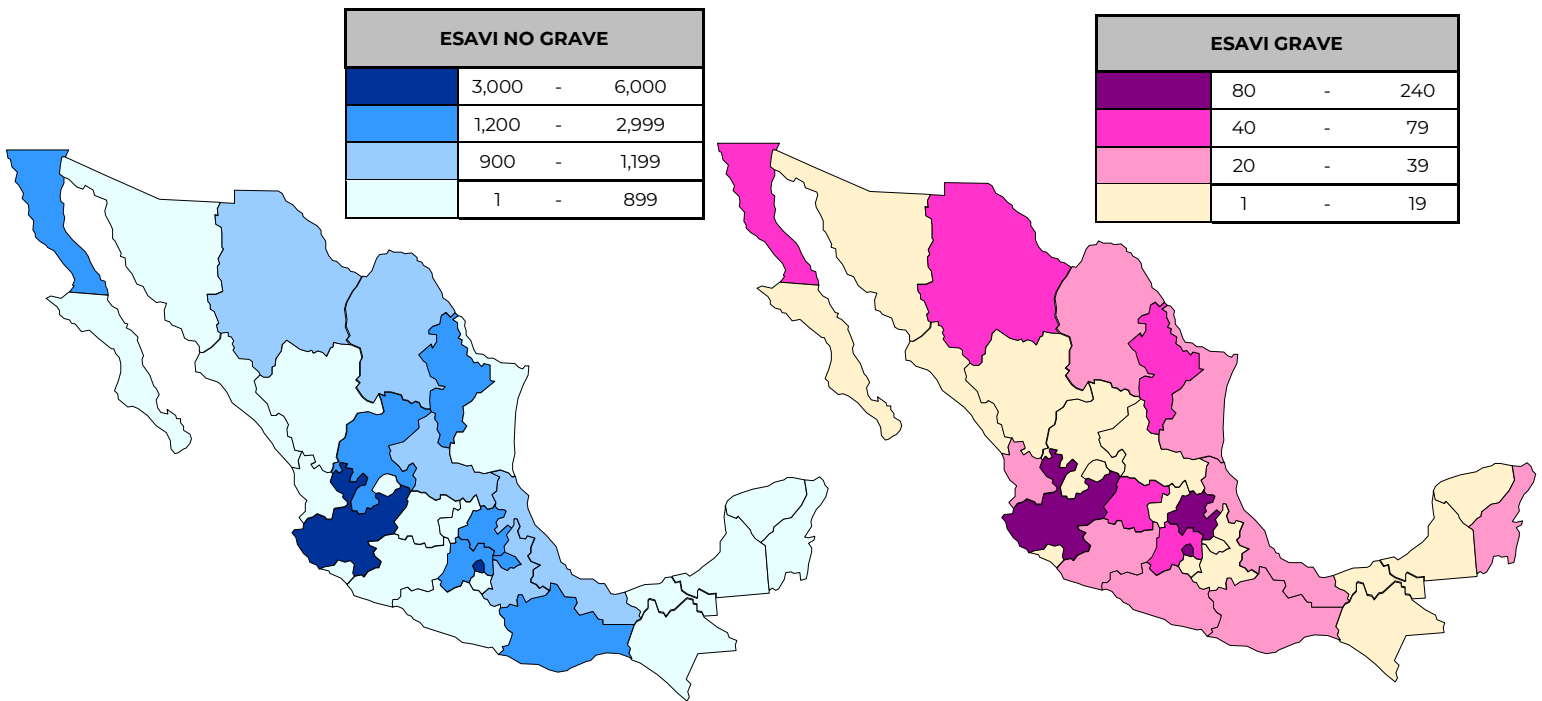 ESAVI NO GRAVE
3,000 - 6,000
1,200 - 2,999
900 - 1,199
1 - 899
ESAVI GRAVE
80 - 240
40 - 79
20 - 39
1 - 19